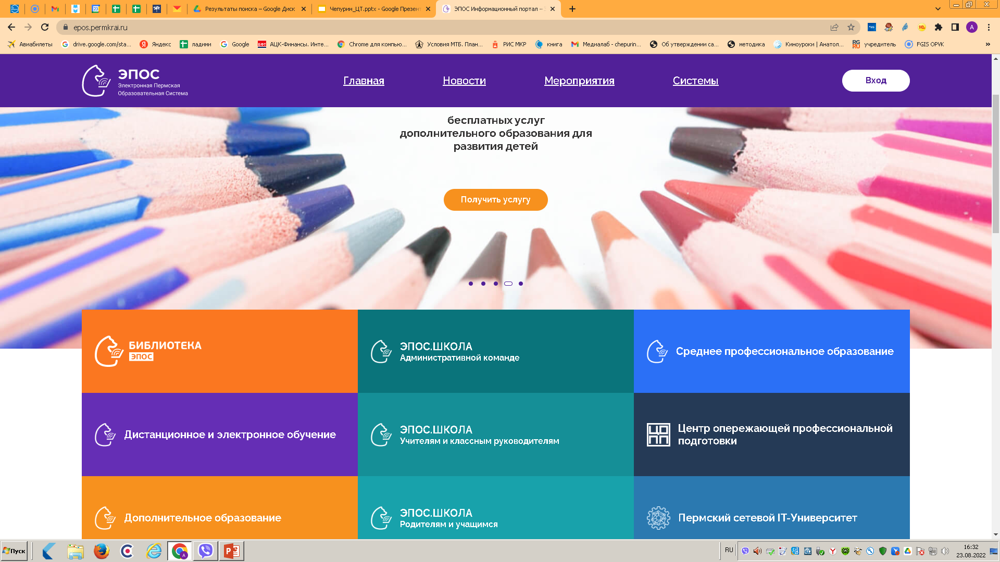 Результаты поиска – Google Диск
Чепурин_ЦТ.pptx - Google Презен
ЭПОС Информационный портал –
epos.permkrai.ru
Авиабилеты
drive.google.com/sta...
Яндекс
ладими
Google
АЦК-Финансы. Инте...
Chrome для компью...
Условия МТБ. План...
РИС МКР
книга
Медиалаб - chepurin...
Об утверждении са...
методика
Киноуроки | Анатол...
учредитель
FGIS OPVK
ЭПОС
Электронная Пермская
Образовательная Система
Главная
Новости
Мероприятия
Системы
Вход
бесплатных услуг
дополнительного образования для
развития детей
Получить услугу
БИБЛИОТЕКА
ЭПОС
ЭПОС.ШКОЛА
Административной команде
Среднее профессиональное образование
Дистанционное и электронное обучение
ЭПОС.ШКОЛА
Учителям и классным руководителям
Центр опережающей профессиональной
подготовки
Дополнительное образование
ЭПОС.ШКОЛА
Родителям и учащимся
Пермский сетевой IT-Университет
Пуск
RU
16:32
23.08.2022